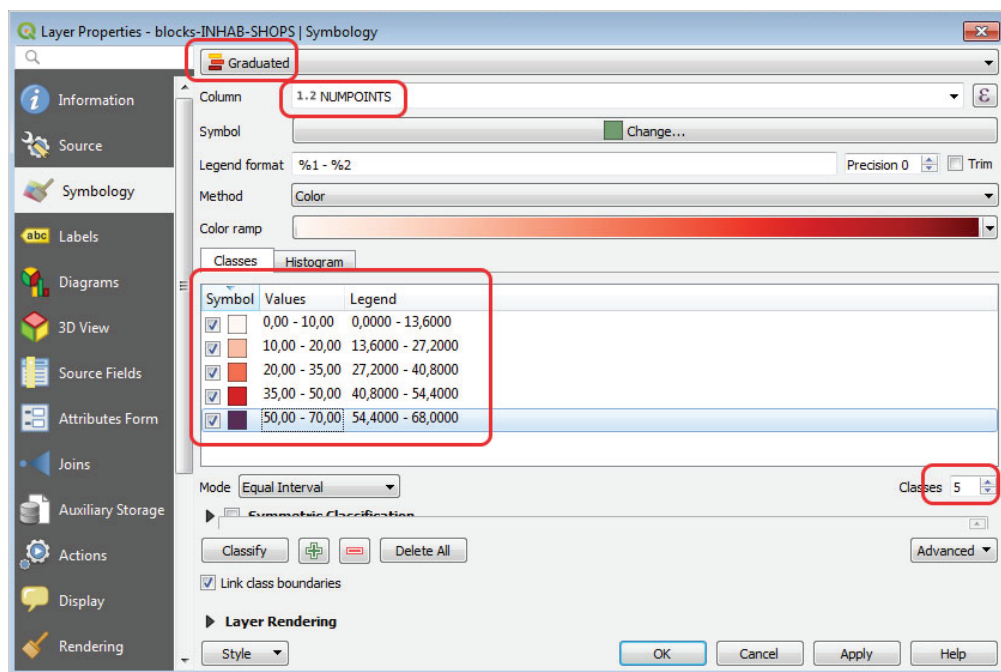 Layer Properties - blocks-INHAB-SHOPS | Symbology
Graduated
Information
Column 1.2 NUMPOINTS ε
Source
Symbol Change...
Legend format %1 - %2 Precision 0 Trim
Symbology
Method Color
Color ramp
abc Labels
Classes Histogram
Diagrams
Symbol Values Legend
0,00 - 10,00 0,0000 - 13,6000
3D View
10,00 - 20,00 13,6000 - 27,2000
Source Fields
20,00 - 35,00 27,2000 - 40,8000
35,00 - 50,00 40,8000 - 54,4000
Attributes Form
50,00 - 70,00 54,4000 - 68,0000
Joins
Mode Equal Interval Classes 5
Auxiliary Storage
Symmetric Classification
Actions
Classify Delete All Advanced
Link class boundaries
Display
Layer Rendering
Rendering
Style OK Cancel Apply Help